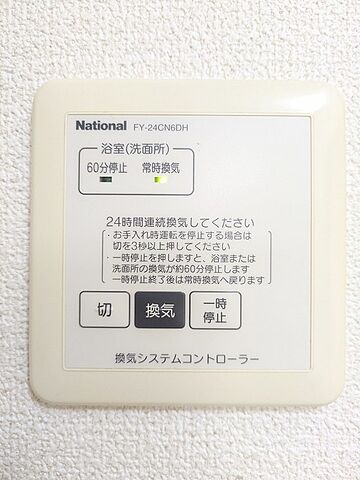 National FY-24CN6DH
浴室(洗面所)
60分停止 常時換気
24時間連続換気してください
・お手入れ時運転を停止する場合は
切を3秒以上押してください
・一時停止を押しますと、浴室または
洗面所の換気が約60分停止します
一時停止終了後は常時換気へ戻ります
切 換気 一時
停止
換気システムコントローラー